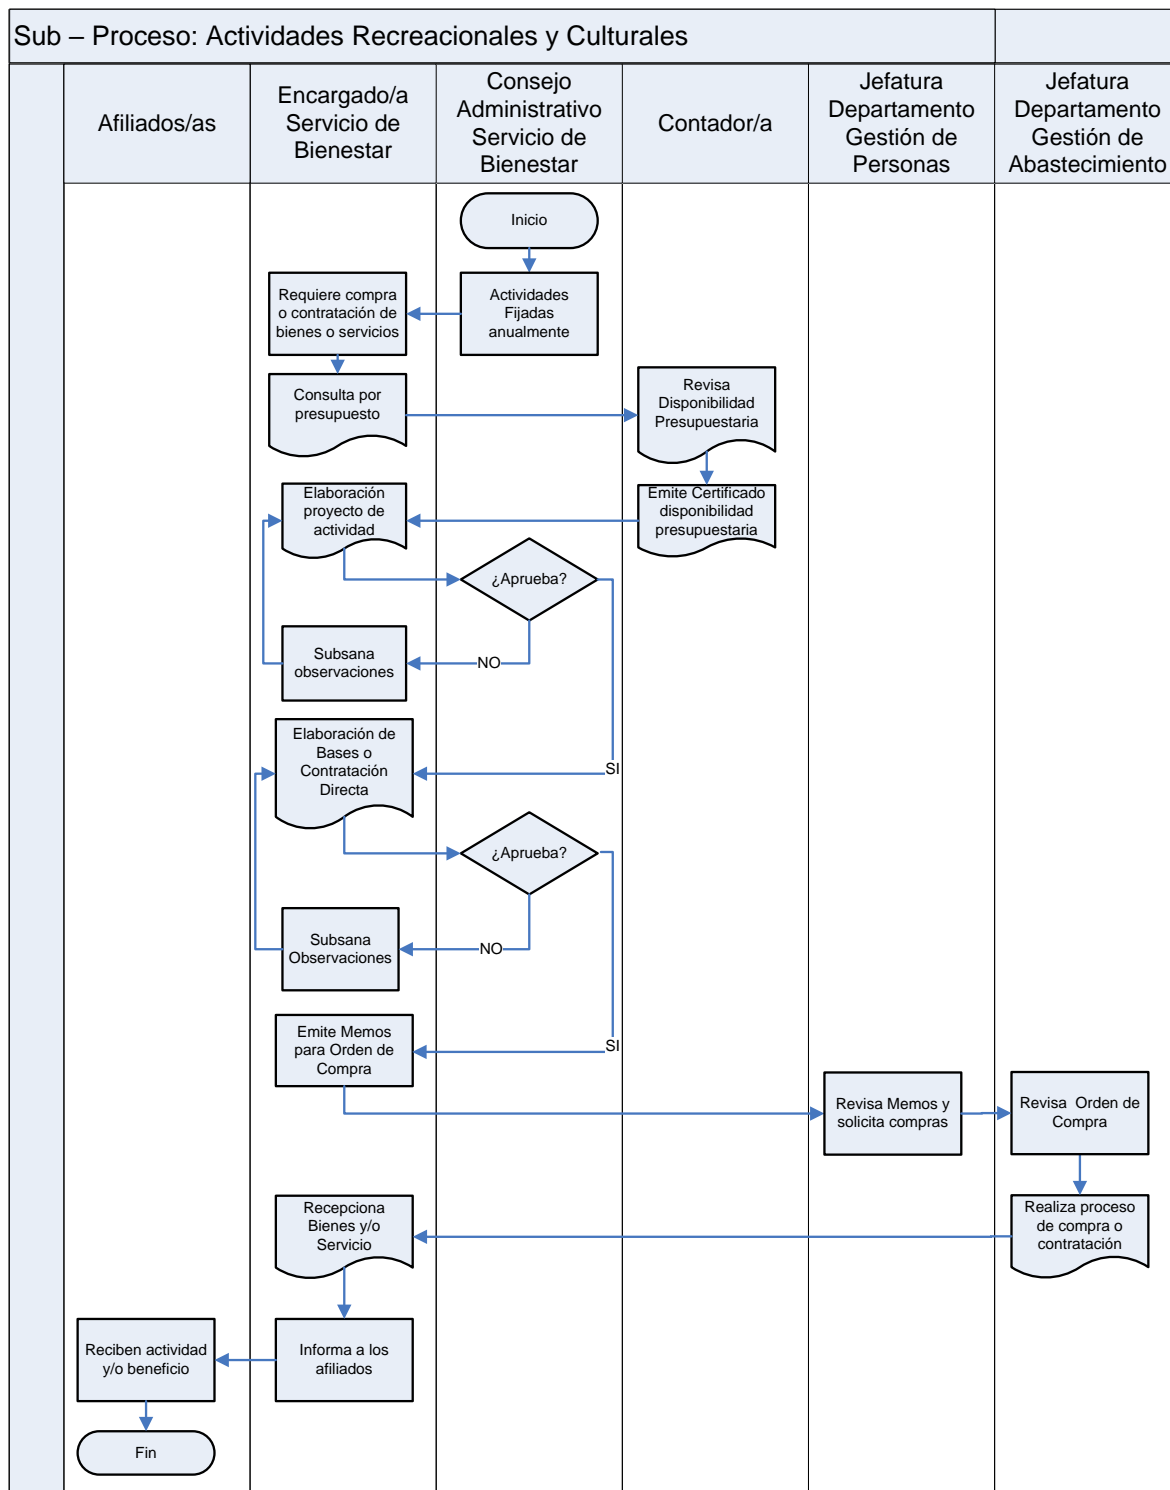 Sub – Proceso: Actividades Recreacionales y Culturales
Afiliados/as
Encargado/a
Servicio de
Bienestar
Consejo
Administrativo
Servicio de
Bienestar
Contador/a
Jefatura
Departamento
Gestión de
Personas
Jefatura
Departamento
Gestión de
Abastecimiento
Inicio
Actividades
Fijadas
anualmente
Requiere compra
o contratación de
bienes o servicios
Consulta por
presupuesto
Revisa
Disponibilidad
Presupuestaria
Emite Certificado
disponibilidad
presupuestaria
Elaboración
proyecto de
actividad
¿Aprueba?
NO
Subsana
observaciones
SI
Elaboración de
Bases o
Contratación
Directa
¿Aprueba?
NO
Subsana
Observaciones
SI
Emite Memos
para Orden de
Compra
Revisa Memos y
solicita compras
Revisa  Orden de
Compra
Realiza proceso
de compra o
contratación
Recepciona
Bienes y/o
Servicio
Informa a los
afiliados
Reciben actividad
y/o beneficio
Fin